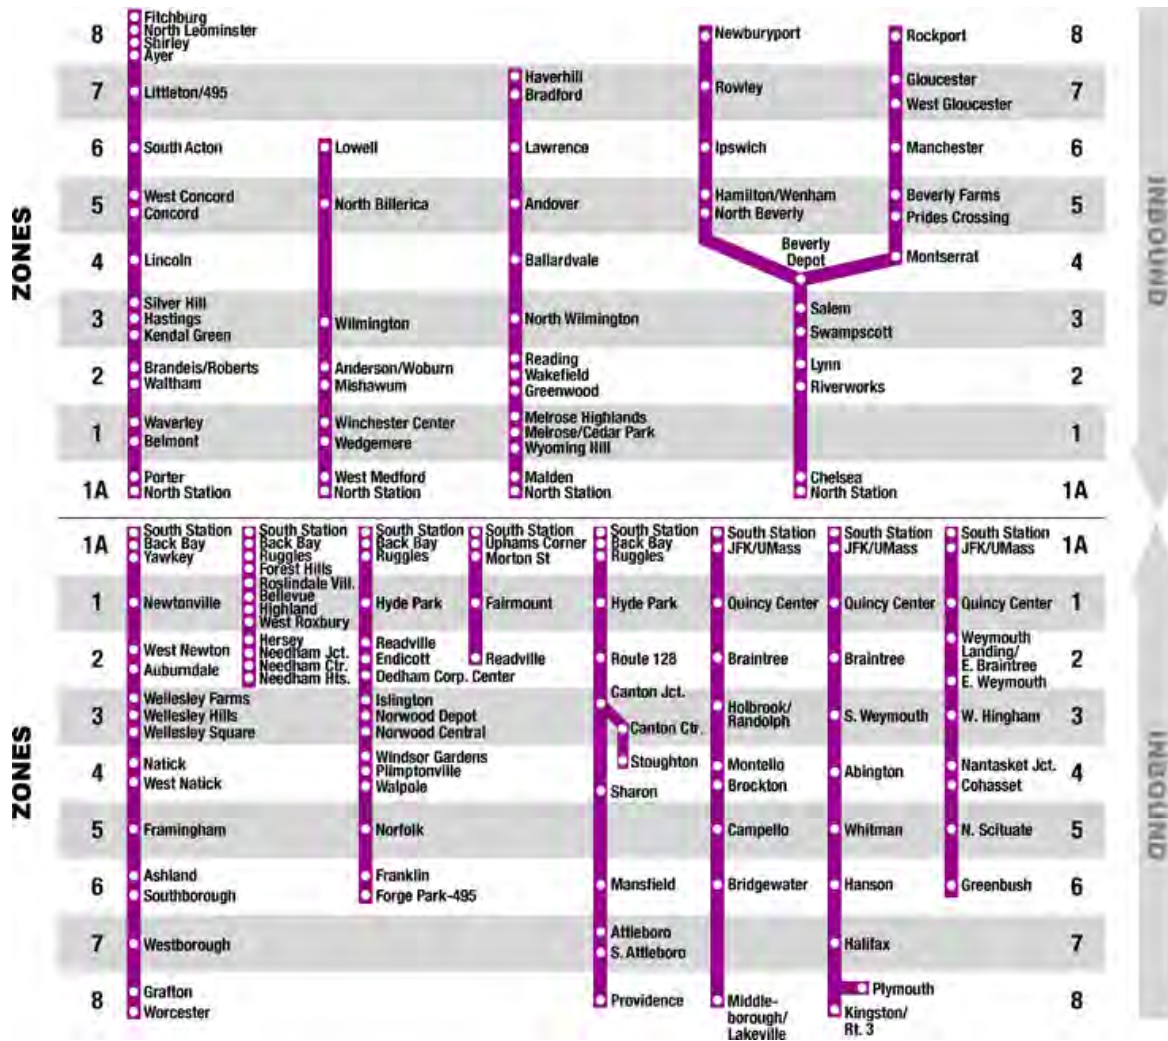 ZONES
INBOUND
8
Fitchburg
North Leominster
Shirley
Ayer
Newburyport
Rockport
8
7
Littleton/495
Haverhill
Bradford
Rowley
Gloucester
West Gloucester
7
6
South Acton
Lowell
Lawrence
Ipswich
Manchester
6
5
West Concord
Concord
North Billerica
Andover
Hamilton/Wenham
North Beverly
Beverly Farms
Prides Crossing
5
4
Lincoln
Ballardvale
Beverly
Depot
Montserrat
4
3
Silver Hill
Hastings
Kendal Green
Wilmington
North Wilmington
Salem
Swampscott
3
2
Brandeis/Roberts
Waltham
Anderson/Woburn
Mishawum
Reading
Wakefield
Greenwood
Lynn
Riverworks
2
1
Waverley
Belmont
Winchester Center
Wedgemere
Melrose Highlands
Melrose/Cedar Park
Wyoming Hill
1
1A
Porter
North Station
West Medford
North Station
Malden
North Station
Chelsea
North Station
1A
ZONES
INBOUND
1A
South Station
Back Bay
Yawkey
South Station
Back Bay
Ruggles
Forest Hills
Roslindale Vill.
Bellevue
Highland
West Roxbury
Hersey
Needham Jct.
Needham Ctr.
Needham Hts.
South Station
Back Bay
Ruggles
South Station
Uphams Corner
Morton St
South Station
Back Bay
Ruggles
South Station
JFK/UMass
South Station
JFK/UMass
South Station
JFK/UMass
1A
1
Newtonville
Hyde Park
Fairmount
Hyde Park
Quincy Center
Quincy Center
Quincy Center
1
2
West Newton
Auburndale
Readville
Endicott
Dedham Corp. Center
Readville
Route 128
Braintree
Braintree
Weymouth
Landing/
E. Braintree
E. Weymouth
2
3
Wellesley Farms
Wellesley Hills
Wellesley Square
Islington
Norwood Depot
Norwood Central
Canton Jct.
Canton Ctr.
Holbrook/
Randolph
S. Weymouth
W. Hingham
3
4
Natick
West Natick
Windsor Gardens
Plimptonville
Walpole
Stoughton
Sharon
Montello
Brockton
Abington
Nantasket Jct.
Cohasset
4
5
Framingham
Norfolk
Campello
Whitman
N. Scituate
5
6
Ashland
Southborough
Franklin
Forge Park-495
Mansfield
Bridgewater
Hanson
Greenbush
6
7
Westborough
Attleboro
S. Attleboro
Halifax
7
8
Grafton
Worcester
Providence
Middle-
borough/
Lakeville
Plymouth
Kingston/
Rt. 3
8